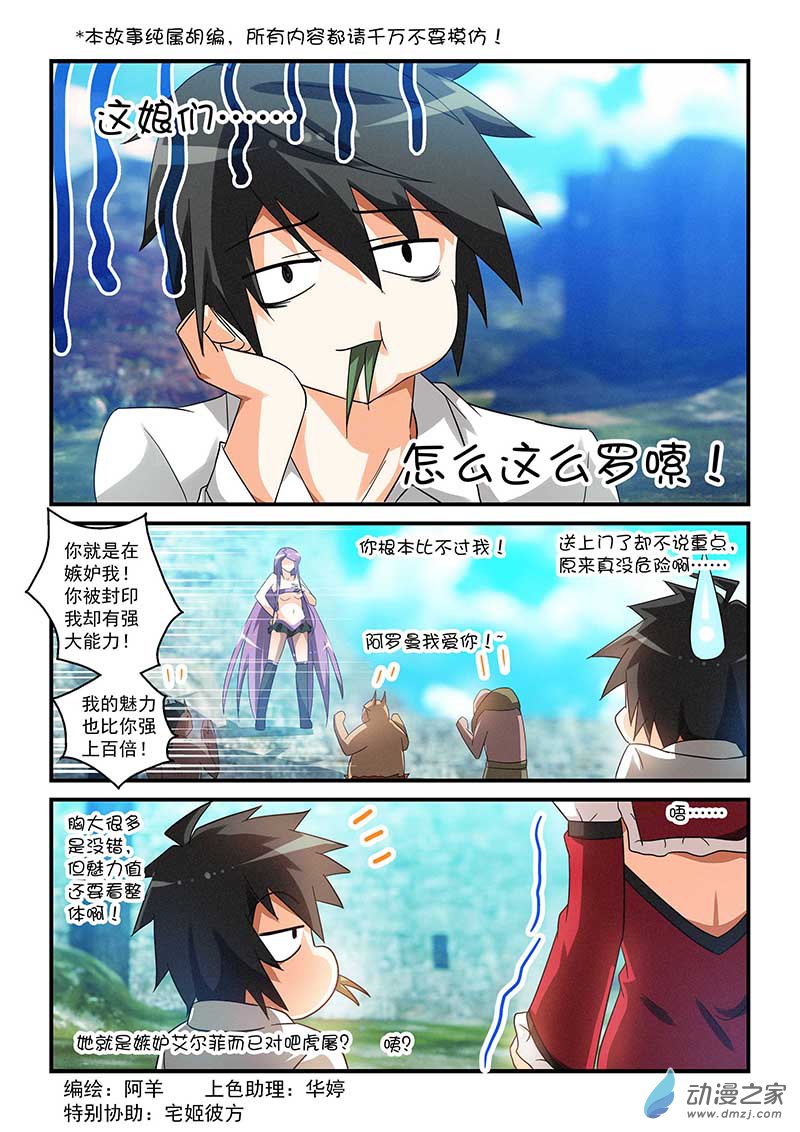 *本故事纯属胡编，所有内容都请千万不要模仿！
这娘们……
怎么这么罗嗦！
你就是在
嫉妒我！
你被封印
我却有强
大能力！
我的魅力
也比你强
上百倍！
你根本比不过我！
阿罗曼我爱你！~
送上门了却不说重点，
原来真没危险啊……
胸大很多
是没错，
但魅力值
还要看整
体啊！
唔……
她就是嫉妒艾尔菲而已对吧虎尾？
咦？
编绘：阿羊 上色助理：华婷
特别协助：宅姬彼方
动漫之家
www.dmzj.com